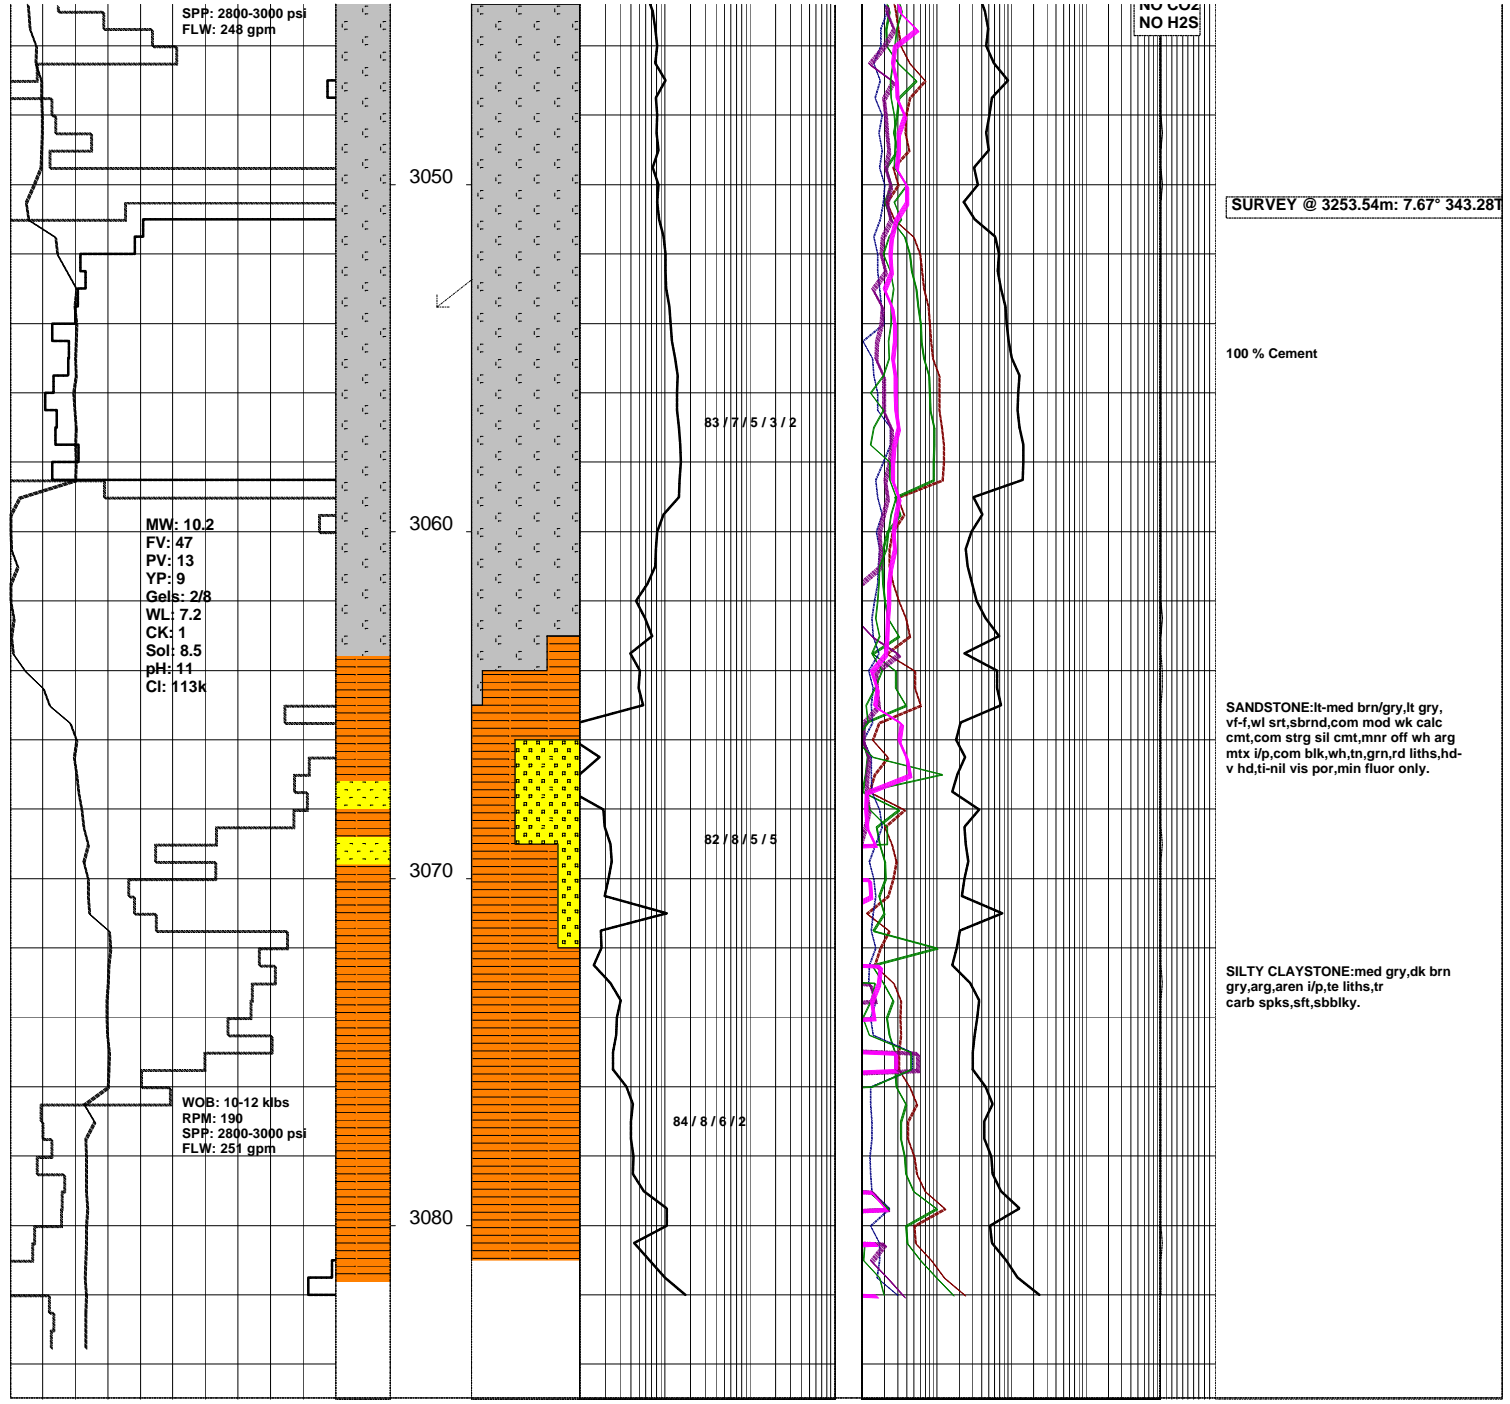 SPP: 2800-3000 psi
FLW: 248 gpm
NO CO2
NO H2S
3050
SURVEY @ 3253.54m: 7.67° 343.28T
100 % Cement
83 / 7 / 5 / 3 / 2
3060
MW: 10.2
FV: 47
PV: 13
YP: 9
Gels: 2/8
WL: 7.2
CK: 1
Sol: 8.5
pH: 11
Cl: 113k
SANDSTONE:lt-med brn/gry,lt gry,
vf-f,wl srt,sbrnd,com mod wk calc
cmt,com strg sil cmt,mnr off wh arg
mtx i/p,com blk,wh,tn,grn,rd liths,hd-
v hd,ti-nil vis por,min fluor only.
82 / 8 / 5 / 5
3070
SILTY CLAYSTONE:med gry,dk brn
gry,arg,aren i/p,te liths,tr
carb spks,sft,sbblky.
WOB: 10-12 klbs
RPM: 190
SPP: 2800-3000 psi
FLW: 251 gpm
84 / 8 / 6 / 2
3080